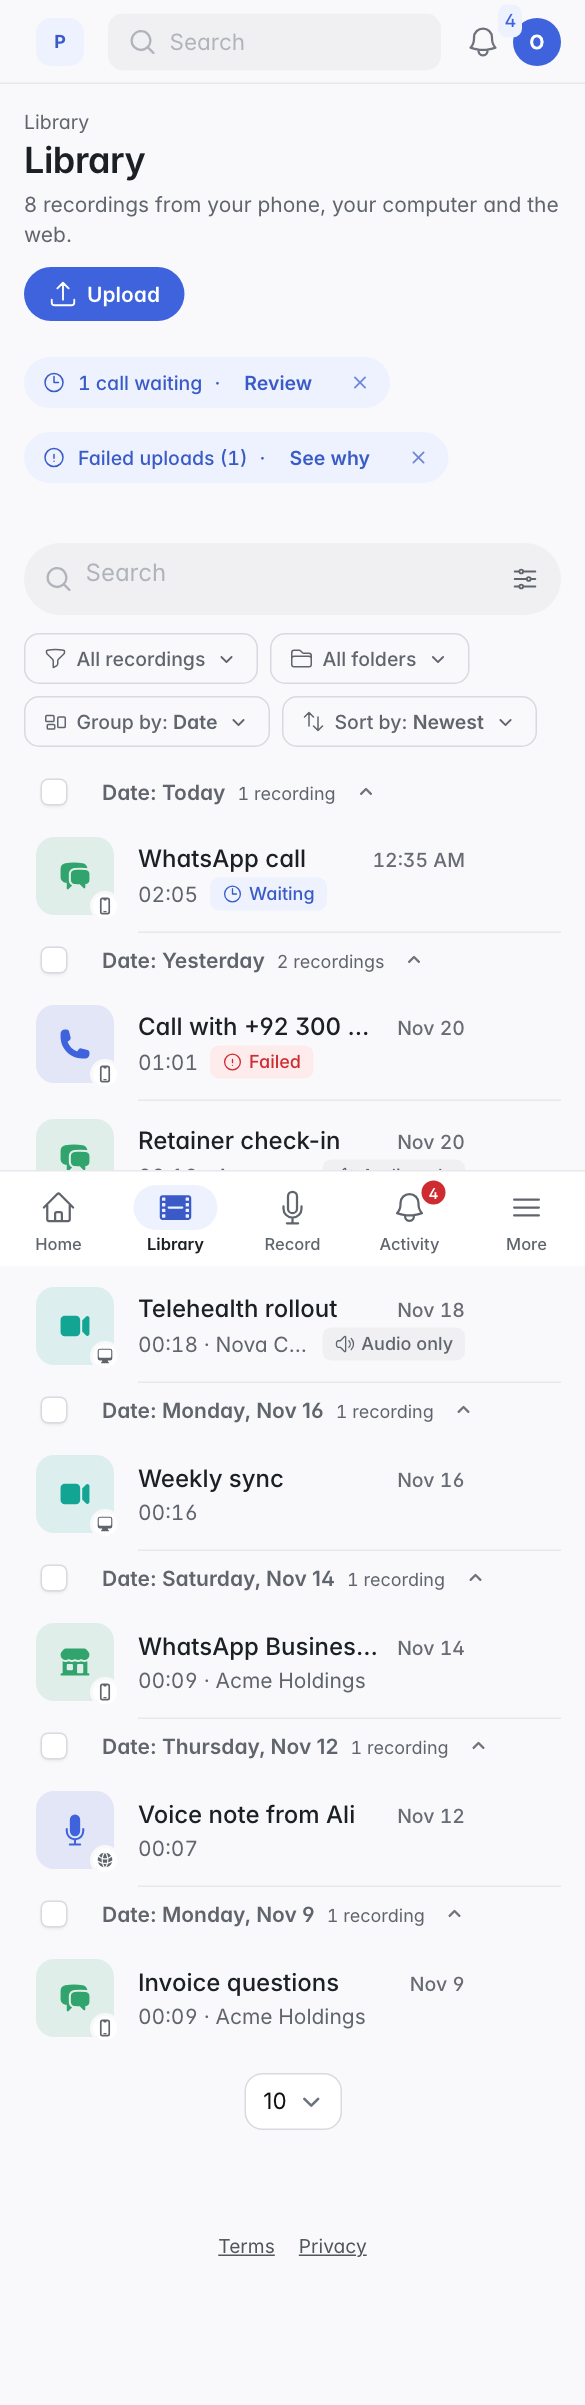 P
Search
4
O
Library
Library
8 recordings from your phone, your computer and the
web.
Upload
1 call waiting · Review
Failed uploads (1) · See why
Search
All recordings
All folders
Group by: Date
Sort by: Newest
Date: Today 1 recording
WhatsApp call 12:35 AM
02:05 Waiting
Date: Yesterday 2 recordings
Call with +92 300 ... Nov 20
01:01 Failed
Retainer check-in Nov 20
4
Home Library Record Activity More
Telehealth rollout Nov 18
00:18 · Nova C... Audio only
Date: Monday, Nov 16 1 recording
Weekly sync Nov 16
00:16
Date: Saturday, Nov 14 1 recording
WhatsApp Busines... Nov 14
00:09 · Acme Holdings
Date: Thursday, Nov 12 1 recording
Voice note from Ali Nov 12
00:07
Date: Monday, Nov 9 1 recording
Invoice questions Nov 9
00:09 · Acme Holdings
10
Terms Privacy